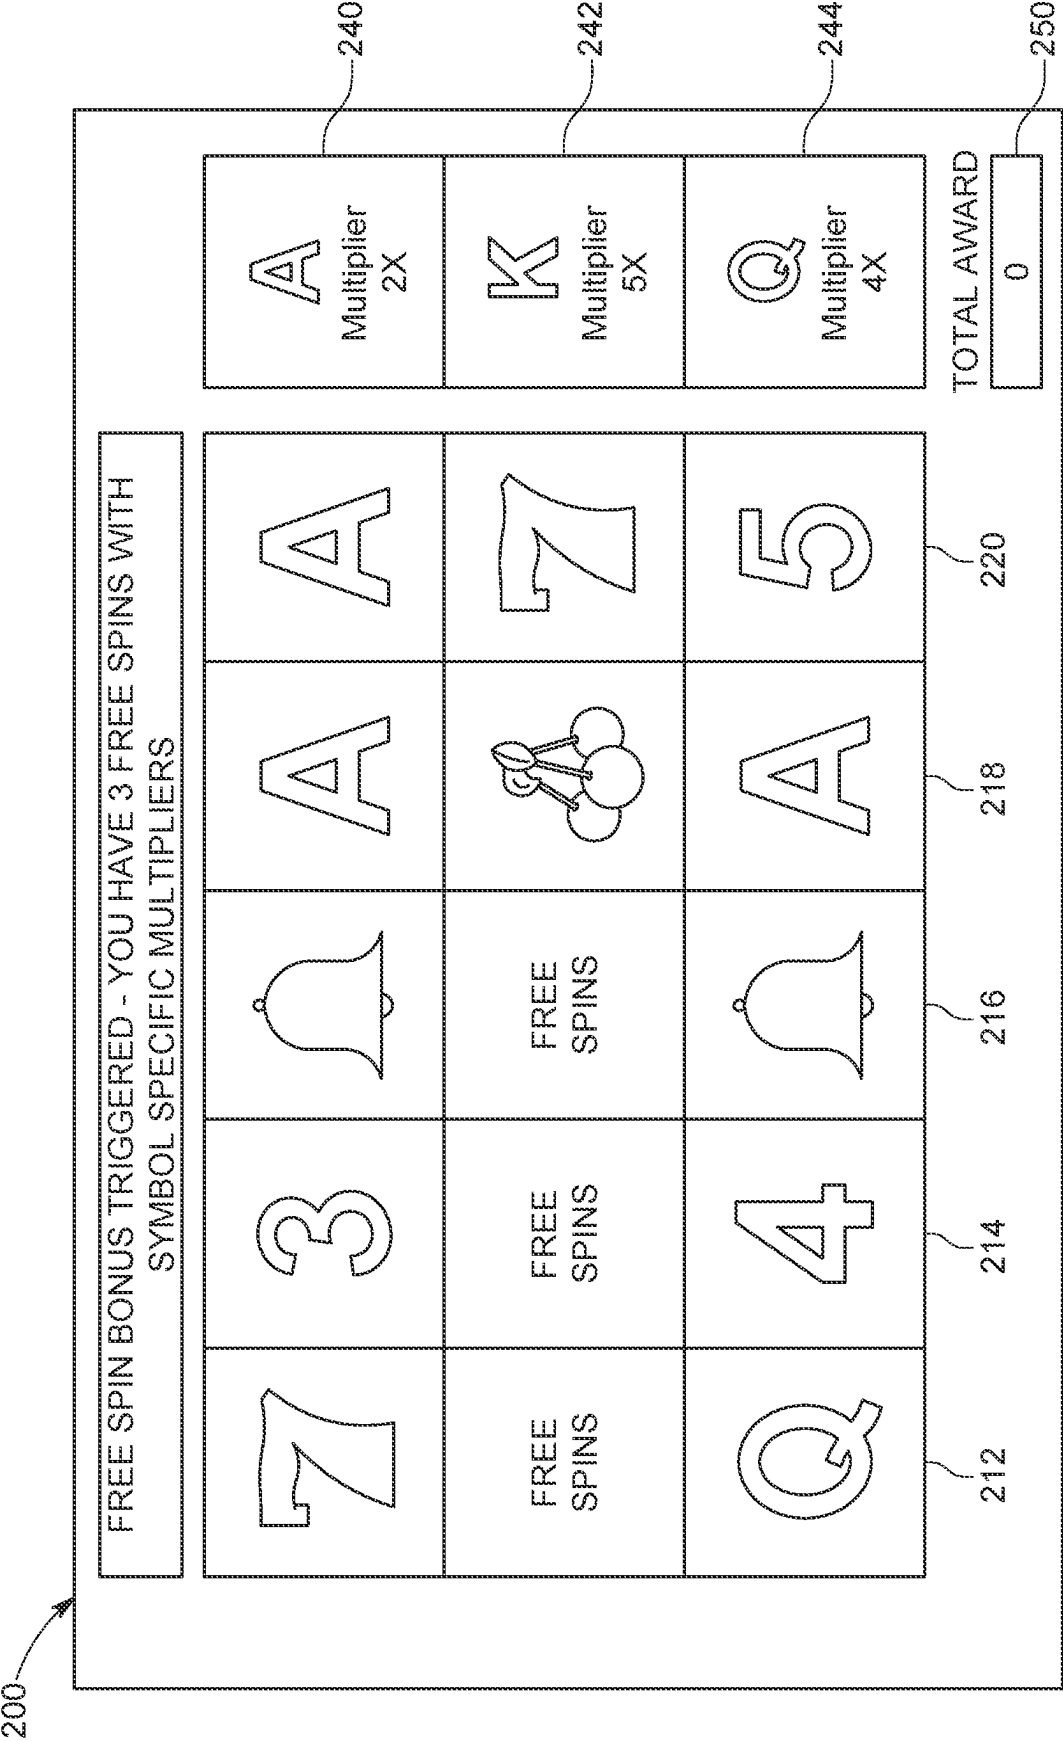 200
FREE SPIN BONUS TRIGGERED - YOU HAVE 3 FREE SPINS WITH
SYMBOL SPECIFIC MULTIPLIERS
7 3 A A
FREE FREE FREE 7
SPINS SPINS SPINS
Q 4 A 5
212 214 216 218 220
A
Multiplier
2X
240
K
Multiplier
5X
242
Q
Multiplier
4X
244
TOTAL AWARD
0
250